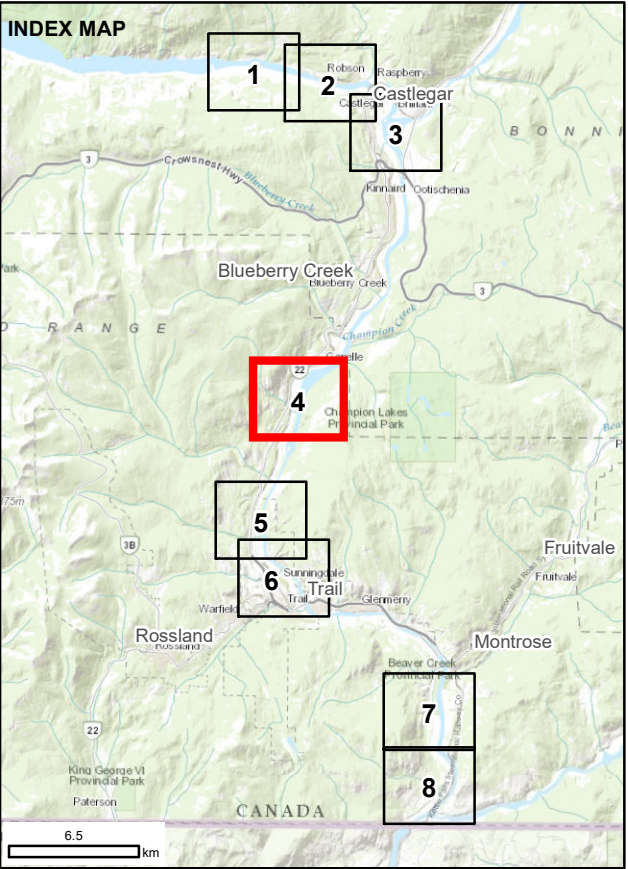 INDEX MAP
1
2
Robson
Raspberry
Castlegar
Castlegar
3
B O N N I
3
Crowsnest Hwy
Blueberry Creek
Kinnaird
Ootischenia
Blueberry Creek
Blueberry Creek
3
Park
R A N G E
Champion Creek
22
4
Champion Lakes
Provincial Park
975m
5
3B
6
Sunningdale
Trail
Trail
Glenmerry
Warfield
Fruitvale
Fruitvale
Rossland
Rossland
Montrose
Beaver Creek
Provincial Park
7
22
8
King George VI
Provincial Park
Paterson
CANADA
6.5
km